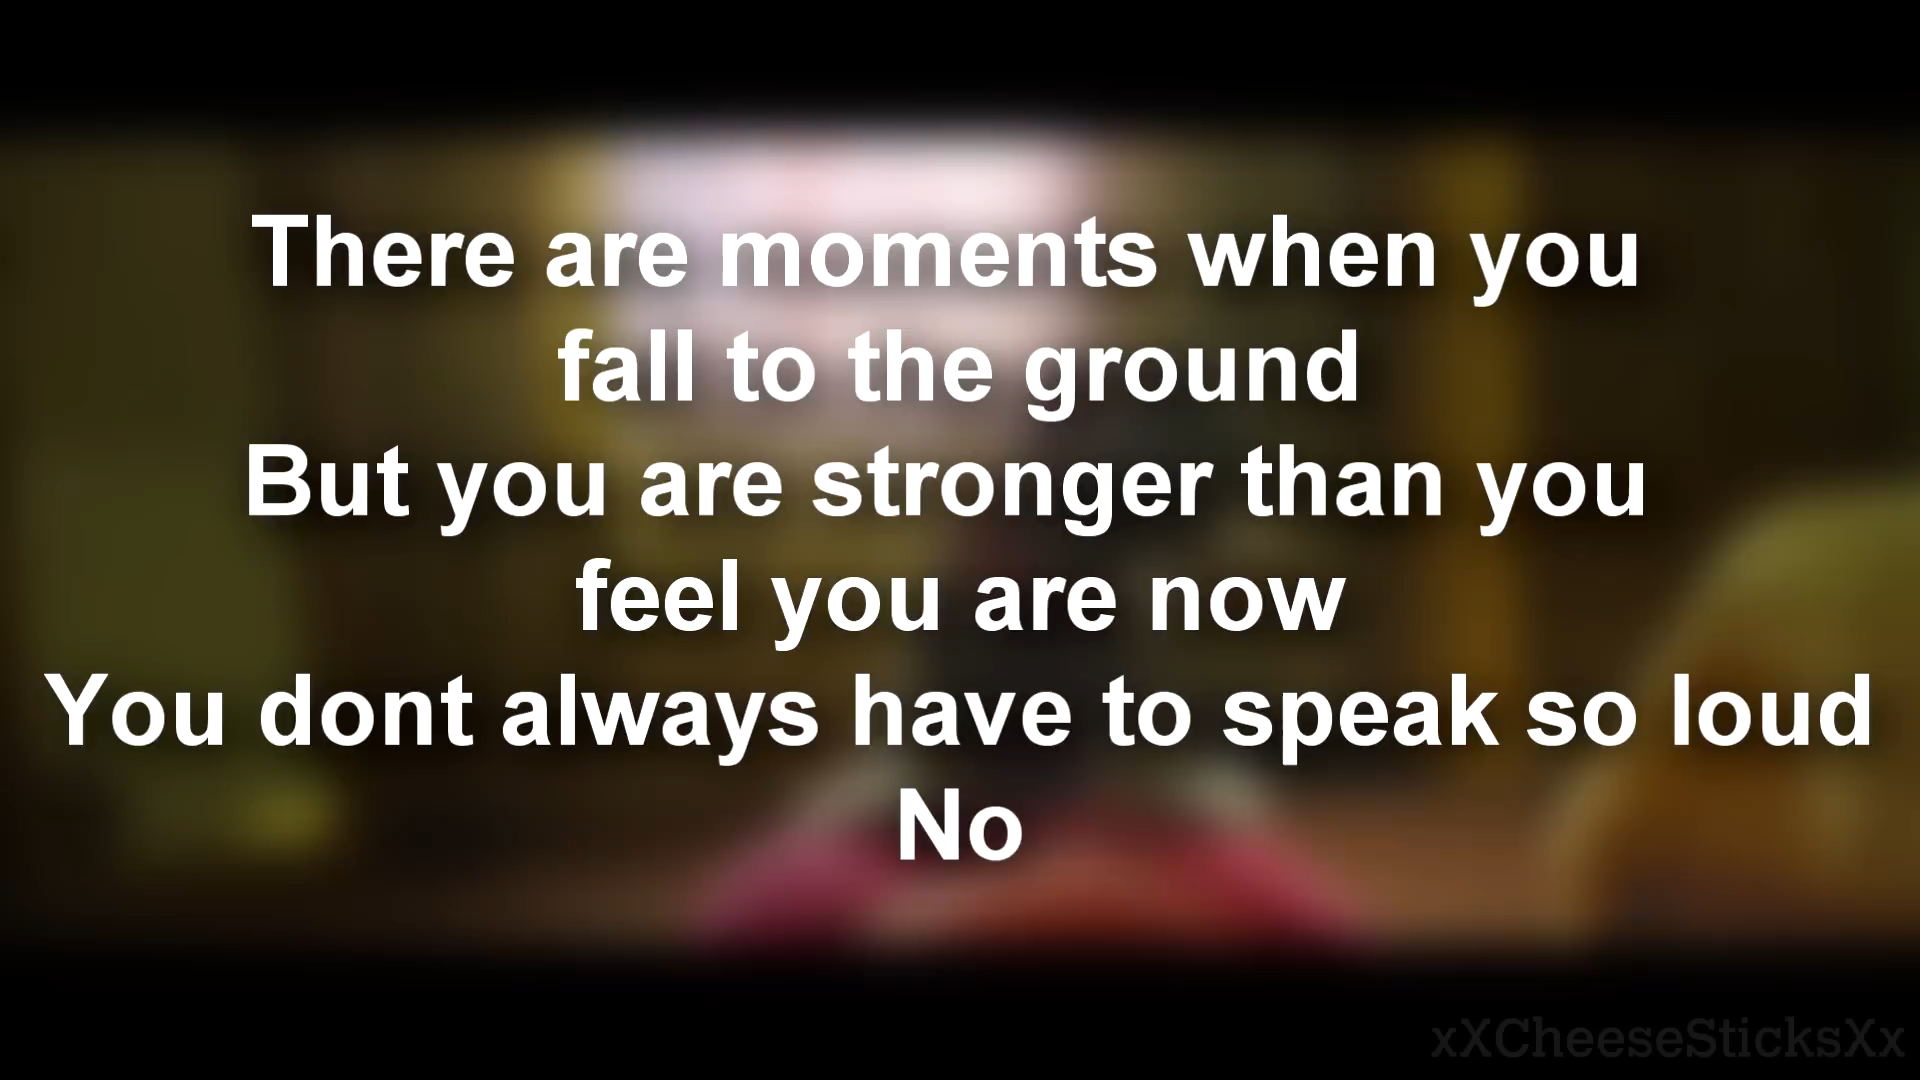 There are moments when you
fall to the ground
But you are stronger than you
feel you are now
You dont always have to speak so loud
No
xXCheeseSticksXx